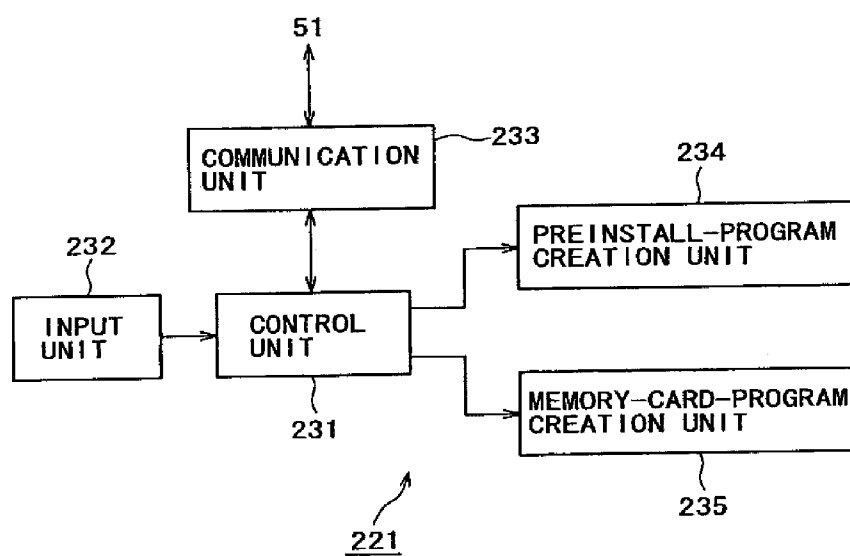 51
COMMUNICATION
UNIT
233
234
PREINSTALL-PROGRAM
CREATION UNIT
232
INPUT
UNIT
CONTROL
UNIT
231
MEMORY-CARD-PROGRAM
CREATION UNIT
235
221